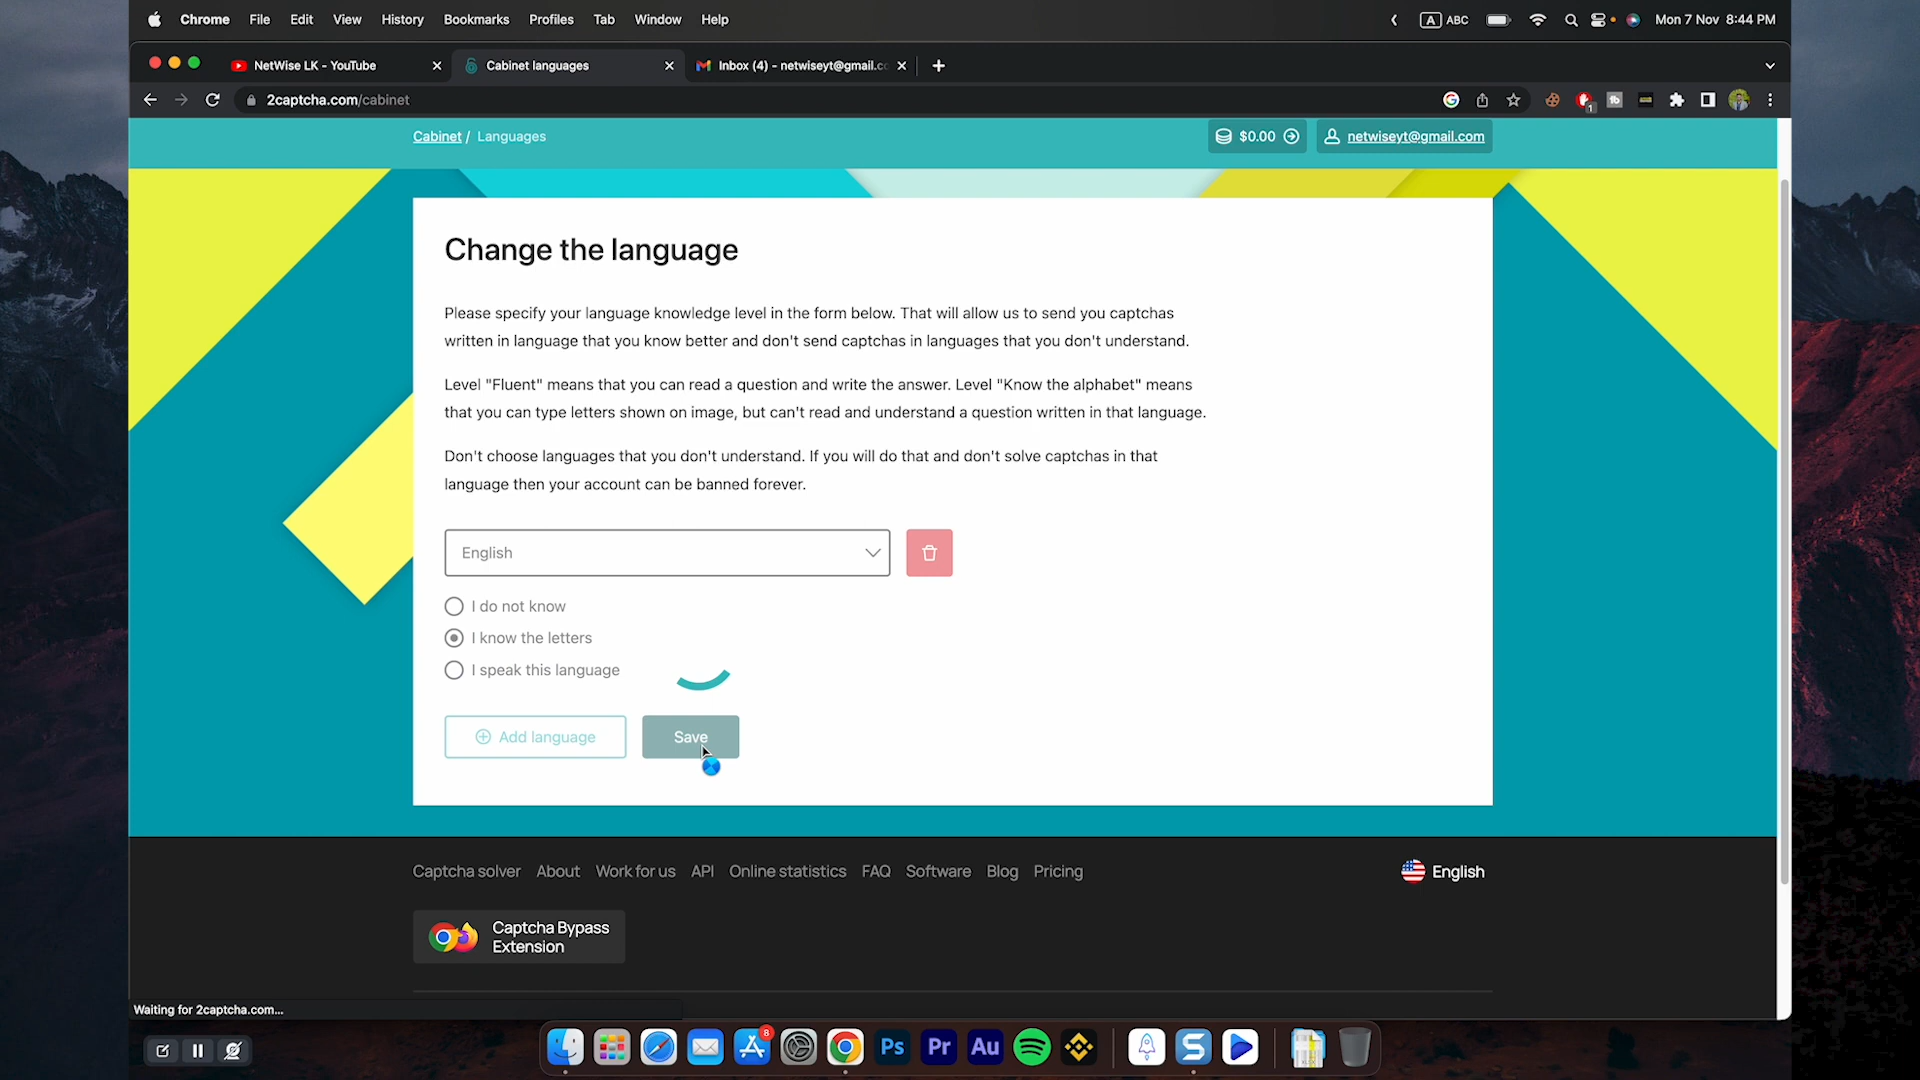 Chrome File Edit View History Bookmarks Profiles Tab Window Help
A ABC Mon 7 Nov 8:44 PM
NetWise LK - YouTube
Cabinet languages
Inbox (4) - netwiseyt@gmail.c
2captcha.com/cabinet
1
Cabinet / Languages
$0.00
netwiseyt@gmail.com
Change the language
Please specify your language knowledge level in the form below. That will allow us to send you captchas
written in language that you know better and don't send captchas in languages that you don't understand.
Level "Fluent" means that you can read a question and write the answer. Level "Know the alphabet" means
that you can type letters shown on image, but can't read and understand a question written in that language.
Don't choose languages that you don't understand. If you will do that and don't solve captchas in that
language then your account can be banned forever.
English
I do not know
I know the letters
I speak this language
Add language
Save
Captcha solver About Work for us API Online statistics FAQ Software Blog Pricing
English
Captcha Bypass
Extension
Waiting for 2captcha.com...
8
Ps Pr Au S